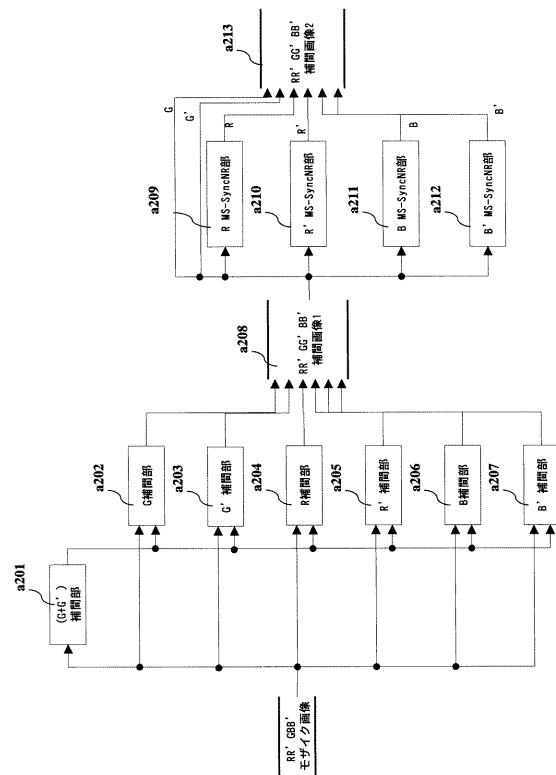 RR' GBB'
モザイク画像
a201
(G+G')
補間部
a202
G補間部
a203
G' 補間部
a204
R補間部
a205
R' 補間部
a206
B補間部
a207
B' 補間部
a208
RR' GG' BB'
補間画像1
a209
R MS-SyncNR部
a210
R' MS-SyncNR部
a211
B MS-SyncNR部
a212
B' MS-SyncNR部
G
G'
R
R'
B
B'
a213
RR' GG' BB'
補間画像2